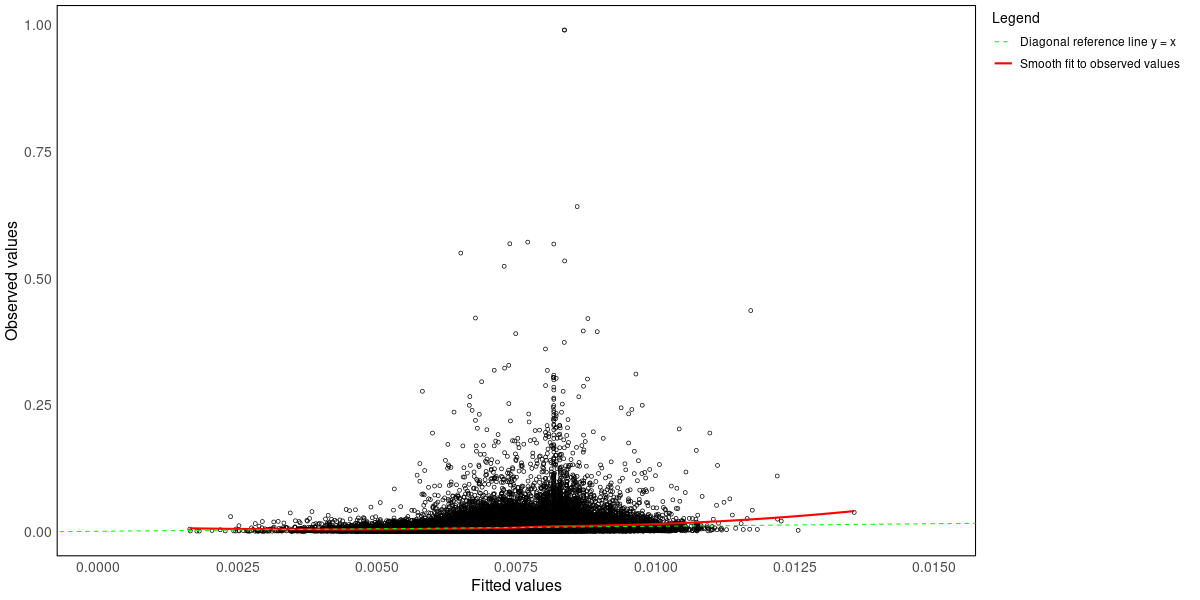 Legend
Diagonal reference line y = x
Smooth fit to observed values
Observed values
1.00
0.75
0.50
0.25
0.00
0.0000 0.0025 0.0050 0.0075 0.0100 0.0125 0.0150
Fitted values